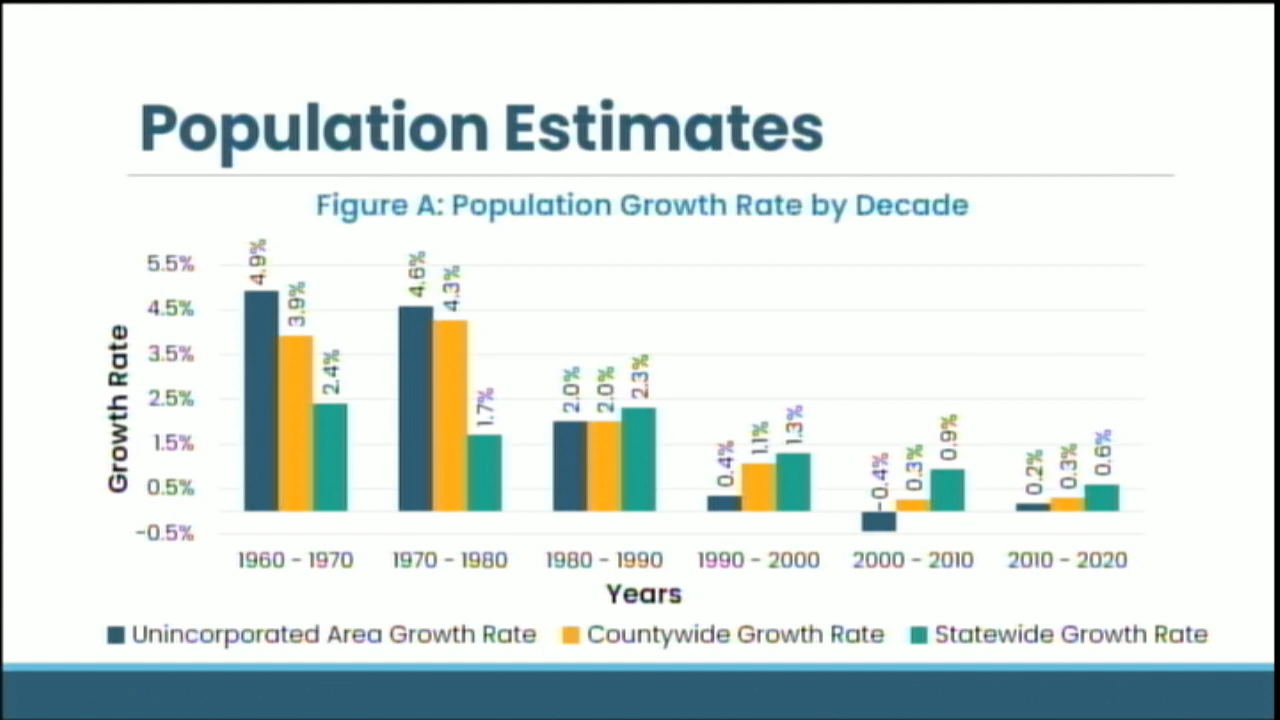 Population Estimates
Figure A: Population Growth Rate by Decade
Growth Rate
5.5%
4.5%
3.5%
2.5%
1.5%
0.5%
-0.5%
4.9%
3.9%
2.4%
4.6%
4.3%
1.7%
2.0%
2.0%
2.3%
0.4%
1.1%
1.3%
-0.4%
0.3%
0.9%
0.2%
0.3%
0.6%
1960 - 1970
1970 - 1980
1980 - 1990
1990 - 2000
2000 - 2010
2010 - 2020
Years
Unincorporated Area Growth Rate
Countywide Growth Rate
Statewide Growth Rate